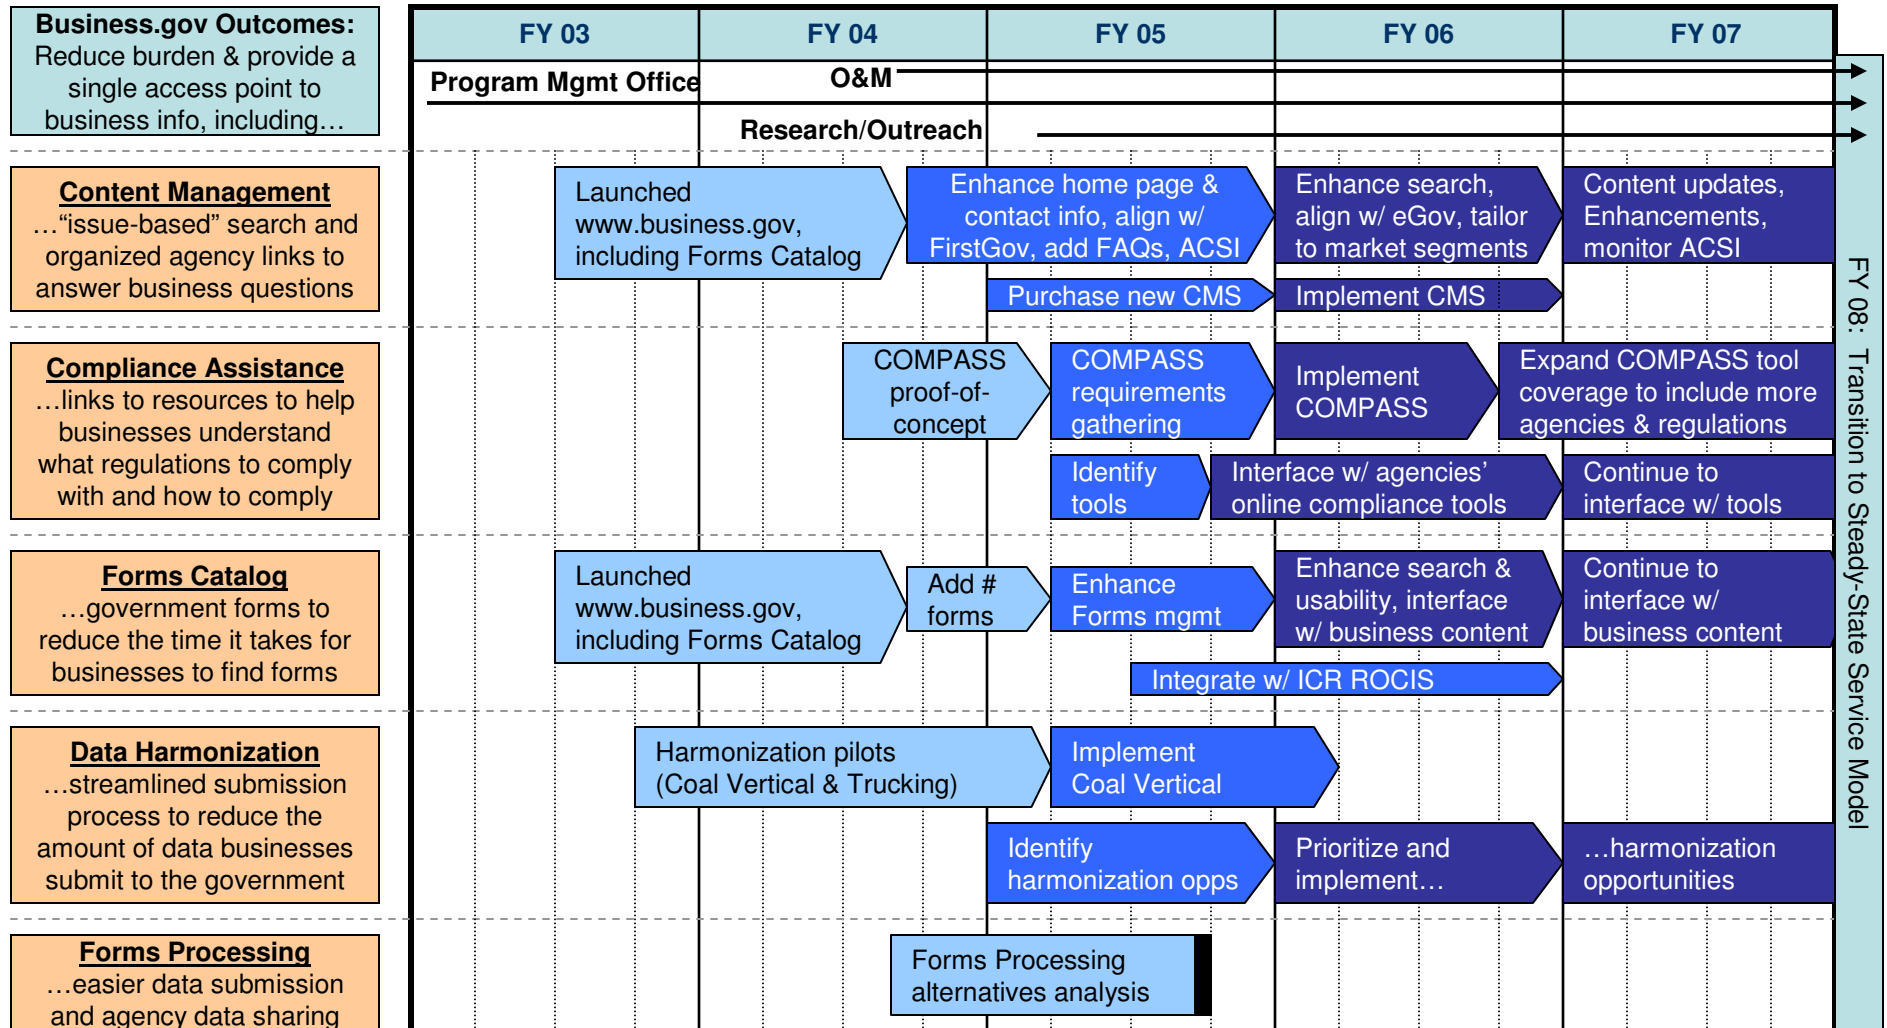 Business.gov Outcomes:
Reduce burden & provide a
single access point to
business info, including…
FY 03
FY 04
FY 05
FY 06
FY 07
Program Mgmt Office
O&M
Research/Outreach
Content Management
…“issue-based” search and
organized agency links to
answer business questions
Launched
www.business.gov,
including Forms Catalog
Enhance home page &
contact info, align w/
FirstGov, add FAQs, ACSI
Enhance search,
align w/ eGov, tailor
to market segments
Content updates,
Enhancements,
monitor ACSI
Purchase new CMS
Implement CMS
Compliance Assistance
…links to resources to help
businesses understand
what regulations to comply
with and how to comply
COMPASS
proof-of-
concept
COMPASS
requirements
gathering
Implement
COMPASS
Expand COMPASS tool
coverage to include more
agencies & regulations
Identify
tools
Interface w/ agencies’
online compliance tools
Continue to
interface w/ tools
Forms Catalog
…government forms to
reduce the time it takes for
businesses to find forms
Launched
www.business.gov,
including Forms Catalog
Add #
forms
Enhance
Forms mgmt
Enhance search &
usability, interface
w/ business content
Continue to
interface w/
business content
Integrate w/ ICR ROCIS
Data Harmonization
…streamlined submission
process to reduce the
amount of data businesses
submit to the government
Harmonization pilots
(Coal Vertical & Trucking)
Implement
Coal Vertical
Identify
harmonization opps
Prioritize and
implement…
…harmonization
opportunities
Forms Processing
…easier data submission
and agency data sharing
Forms Processing
alternatives analysis
FY 08: Transition to Steady-State Service Model